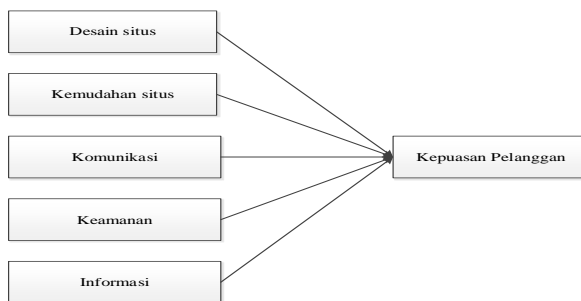 Desain situs
Kemudahan situs
Komunikasi
Kepuasan Pelanggan
Keamanan
Informasi